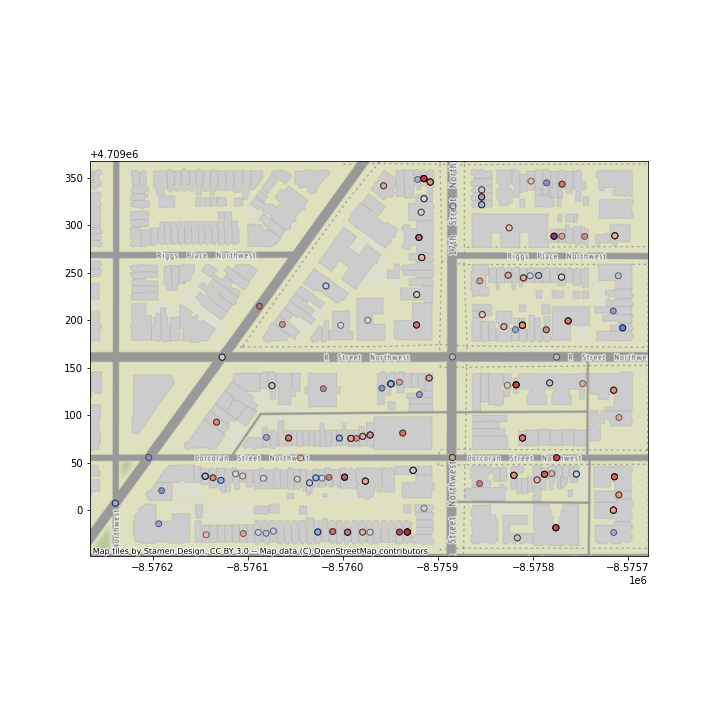 +4.709e6
350
300
250
200
150
100
50
0
17th Street North
Riggs Place Northwest
Riggs Place Northwest
R Street Northwest
R Street Northwe
Corcoran Street Northwest
Corcoran Street Northwest
Northwest
Street Northwest
Map tiles by Stamen Design, CC BY 3.0 -- Map data (C) OpenStreetMap contributors
−8.5762
−8.5761
−8.5760
−8.5759
−8.5758
−8.5757
1e6